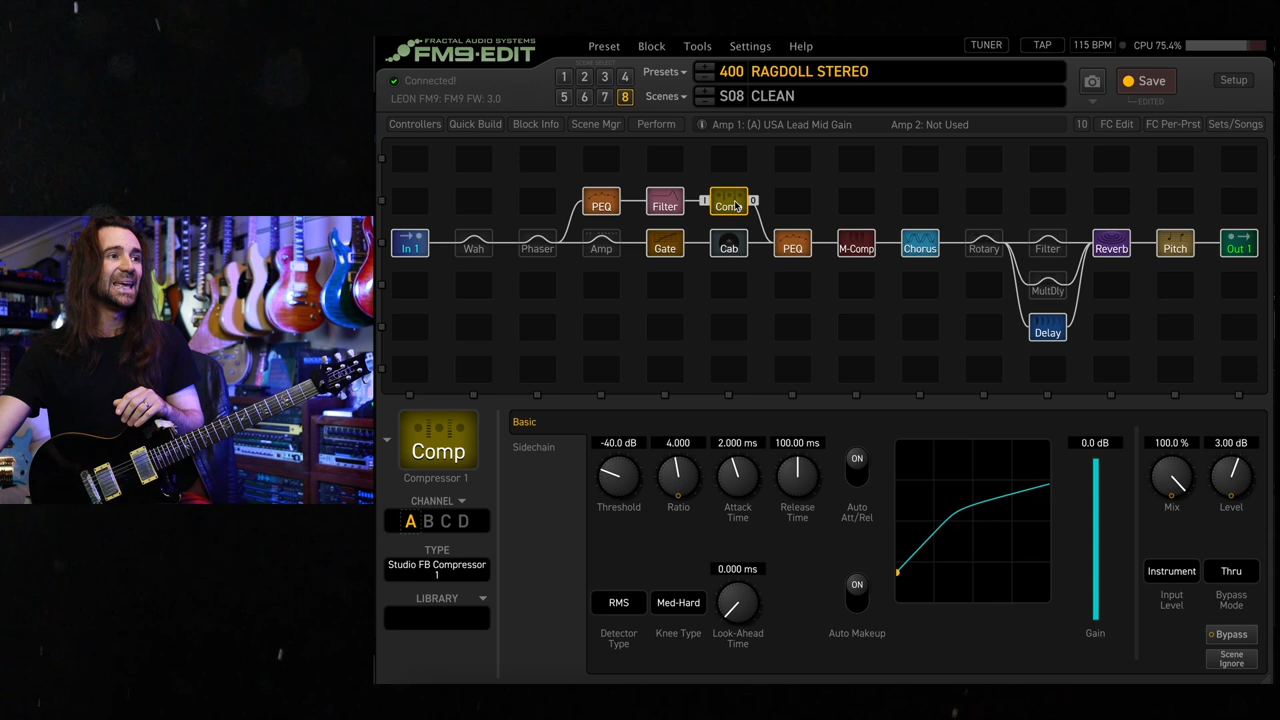 FRACTAL AUDIO SYSTEMS
FM9-EDIT
Preset Block Tools Settings Help
TUNER TAP 115 BPM CPU 75.4%
Connected!
LEON FM9: FM9 FW: 3.0
SCENE SELECT
1 2 3 4
5 6 7 8
Presets 400 RAGDOLL STEREO
Scenes S08 CLEAN
Save
EDITED
Setup
Controllers Quick Build Block Info Scene Mgr Perform
Amp 1: (A) USA Lead Mid Gain Amp 2: Not Used
10 FC Edit FC Per-Prst Sets/Songs
PEQ Filter I Comp O
In 1 Wah Phaser Amp Gate Cab PEQ M-Comp Chorus Rotary Filter Reverb Pitch Out 1
MultDly
Delay
Comp
Compressor 1
CHANNEL
A B C D
TYPE
Studio FB Compressor
1
LIBRARY
Basic
Sidechain
-40.0 dB 4.000 2.000 ms 100.00 ms
Threshold Ratio Attack
Time Release
Time
ON
Auto
Att/Rel
0.000 ms
RMS Med-Hard
Detector
Type
Knee Type
Look-Ahead
Time
ON
Auto Makeup
0.0 dB
Gain
100.0 % 3.00 dB
Mix Level
Instrument Thru
Input
Level
Bypass
Mode
Bypass
Scene
Ignore